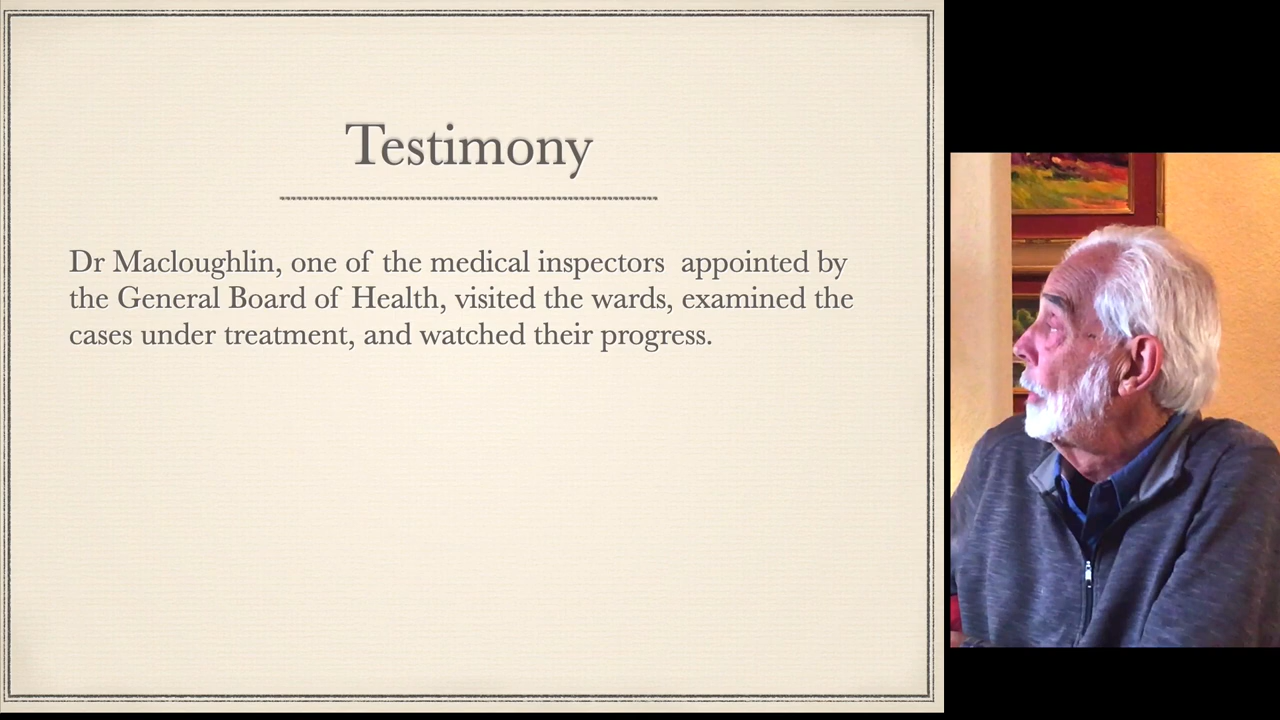 Testimony
Dr Macloughlin, one of the medical inspectors appointed by
the General Board of Health, visited the wards, examined the
cases under treatment, and watched their progress.